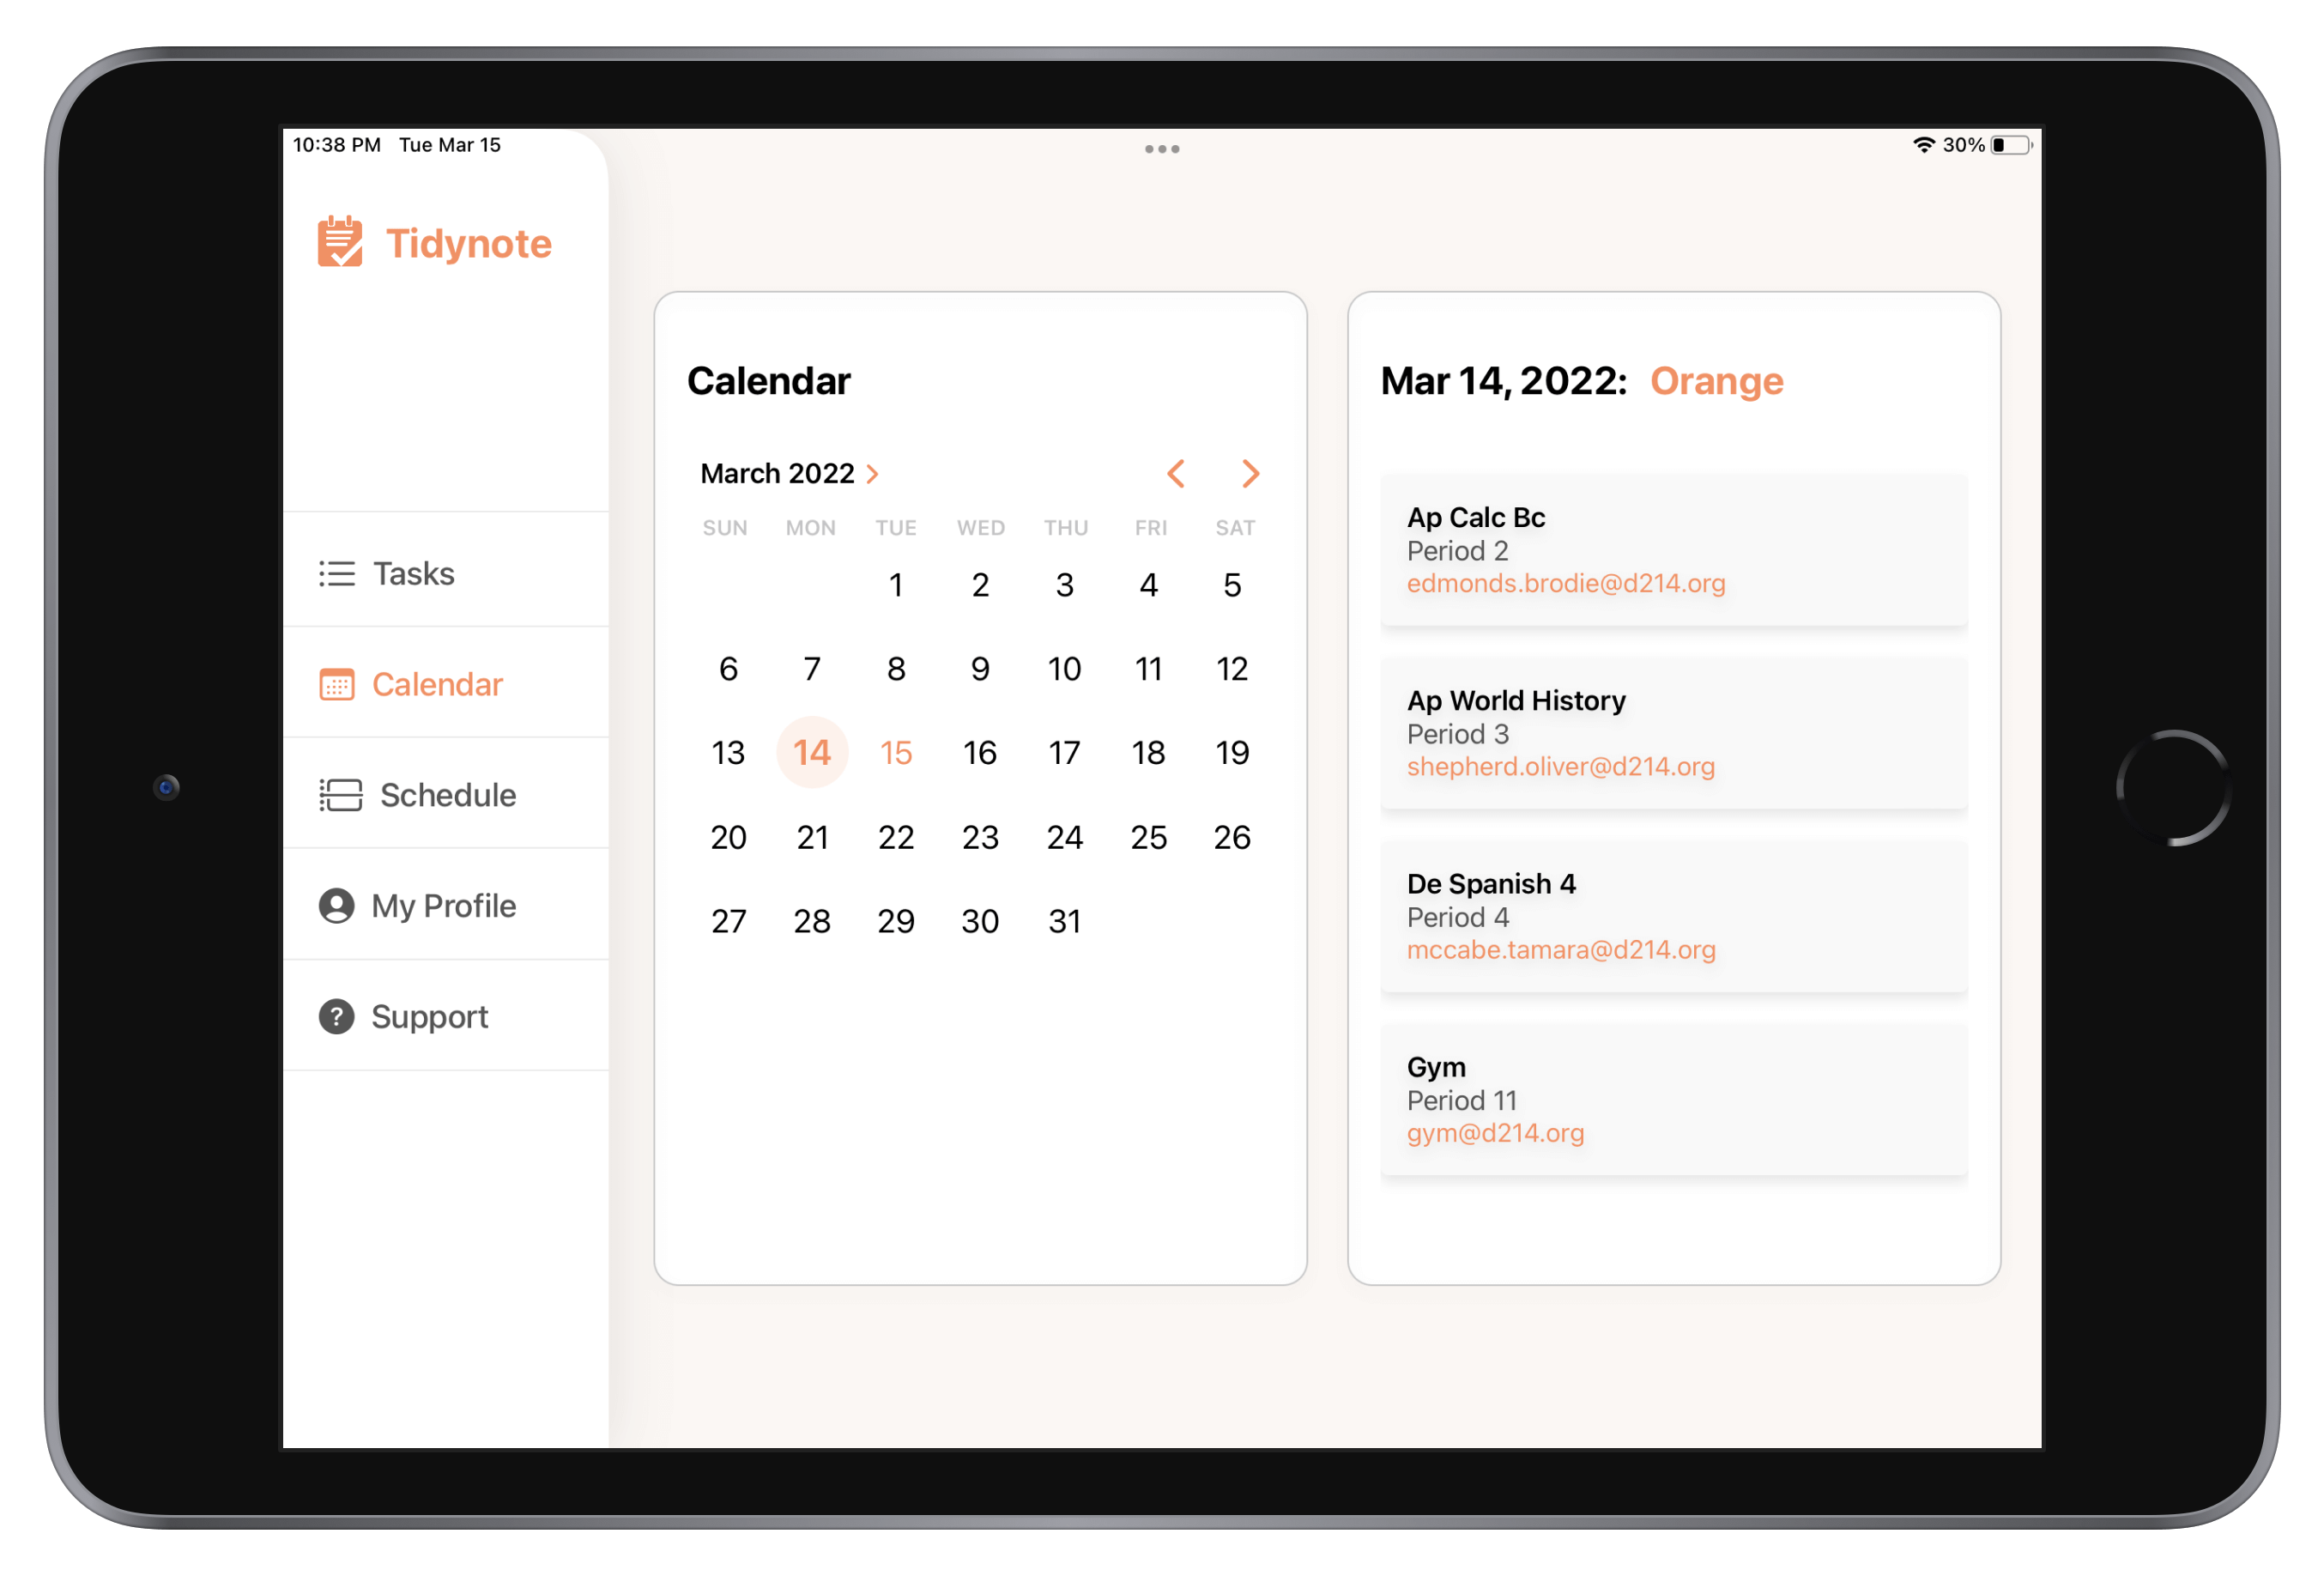 10:38 PM Tue Mar 15
30%
Tidynote
Tasks
Calendar
Schedule
My Profile
Support
Calendar
March 2022
SUN MON TUE WED THU FRI SAT
1 2 3 4 5
6 7 8 9 10 11 12
13 14 15 16 17 18 19
20 21 22 23 24 25 26
27 28 29 30 31
Mar 14, 2022: Orange
Ap Calc Bc
Period 2
edmonds.brodie@d214.org
Ap World History
Period 3
shepherd.oliver@d214.org
De Spanish 4
Period 4
mccabe.tamara@d214.org
Gym
Period 11
gym@d214.org